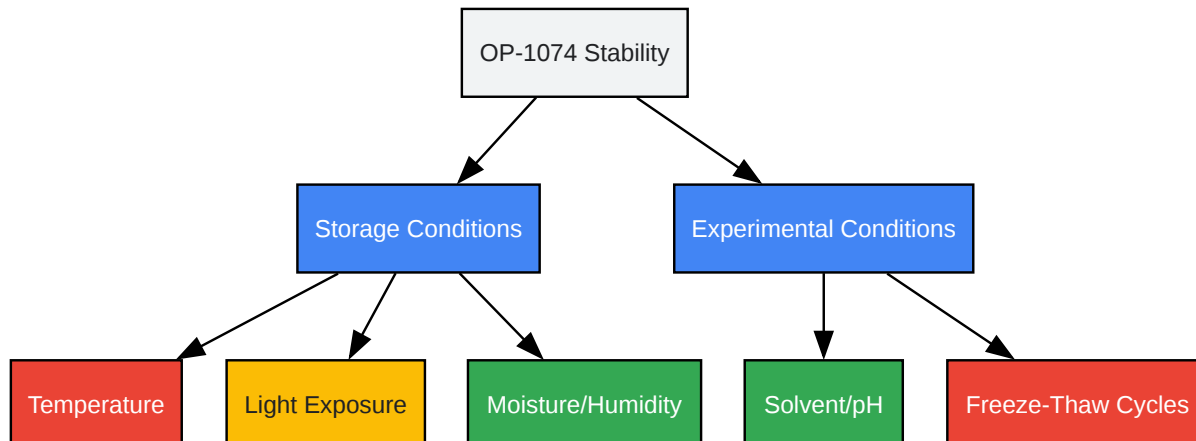 OP-1074 Stability
Storage Conditions
Experimental Conditions
Temperature
Light Exposure
Moisture/Humidity
Solvent/pH
Freeze-Thaw Cycles